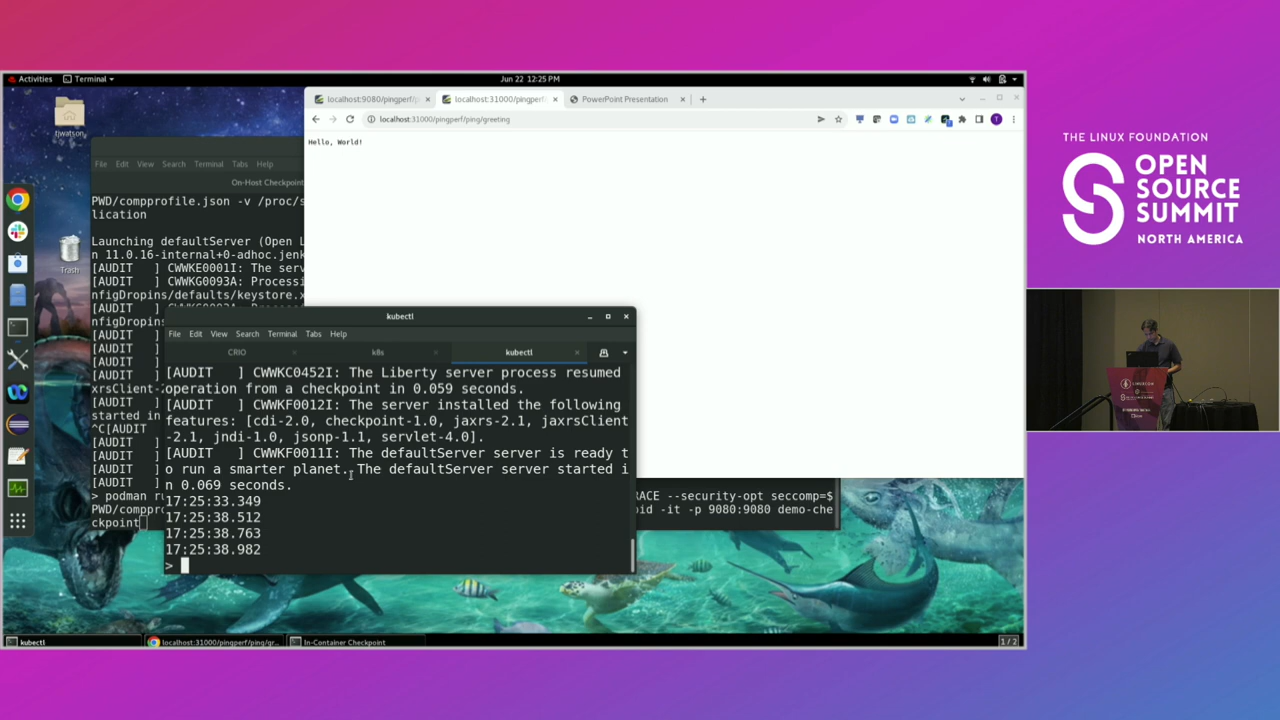 Activities
Terminal
Jun 22 12:25 PM
localhost:9080/pingperf/p
localhost:31000/pingperf/
PowerPoint Presentation
localhost:31000/pingperf/ping/greeting
Hello, World!
tjwatson
Trash
File Edit View Search Terminal Tabs Help
On-Host Checkpoint
PWD/compprofile.json -v /proc/s
lication
Launching defaultServer (Open L
n 11.0.16-internal+0-adhoc.jenk
[AUDIT ] CWWKE0001I: The serv
[AUDIT ] CWWKG0093A: Processi
nfigDropins/defaults/keystore.x
[AUDIT
nfigDropins
[AUDIT
[AUDIT
[AUDIT
[AUDIT
xrsClient-
[AUDIT
started in
^C[AUDIT
[AUDIT
[AUDIT
[AUDIT
[AUDIT
> podman ru
PWD/compro
ckpoint
RACE --security-opt seccomp=$
oid -it -p 9080:9080 demo-che
kubectl
File Edit View Search Terminal Tabs Help
CRIO
k8s
kubectl
[AUDIT ] CWWKC0452I: The Liberty server process resumed
operation from a checkpoint in 0.059 seconds.
[AUDIT ] CWWKF0012I: The server installed the following
features: [cdi-2.0, checkpoint-1.0, jaxrs-2.1, jaxrsClient
-2.1, jndi-1.0, jsonp-1.1, servlet-4.0].
[AUDIT ] CWWKF0011I: The defaultServer server is ready t
o run a smarter planet. The defaultServer server started i
n 0.069 seconds.
17:25:33.349
17:25:38.512
17:25:38.763
17:25:38.982
>
kubectl
localhost:31000/pingperf/ping/gr...
In-Container Checkpoint
1 / 2
THE LINUX FOUNDATION
OPEN
SOURCE
SUMMIT
NORTH AMERICA